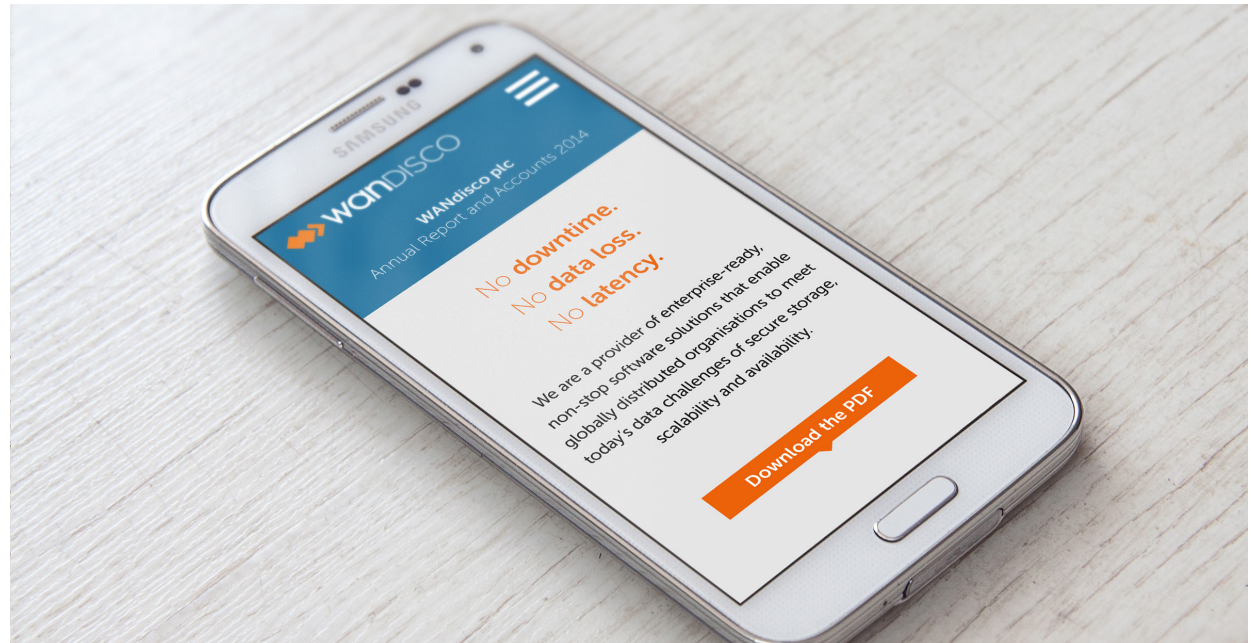 SAMSUNG
WANDISCO
WANdisco plc
Annual Report and Accounts 2014
No downtime.
No data loss.
No latency.
We are a provider of enterprise-ready,
non-stop software solutions that enable
globally distributed organisations to meet
today's data challenges of secure storage,
scalability and availability.
Download the PDF